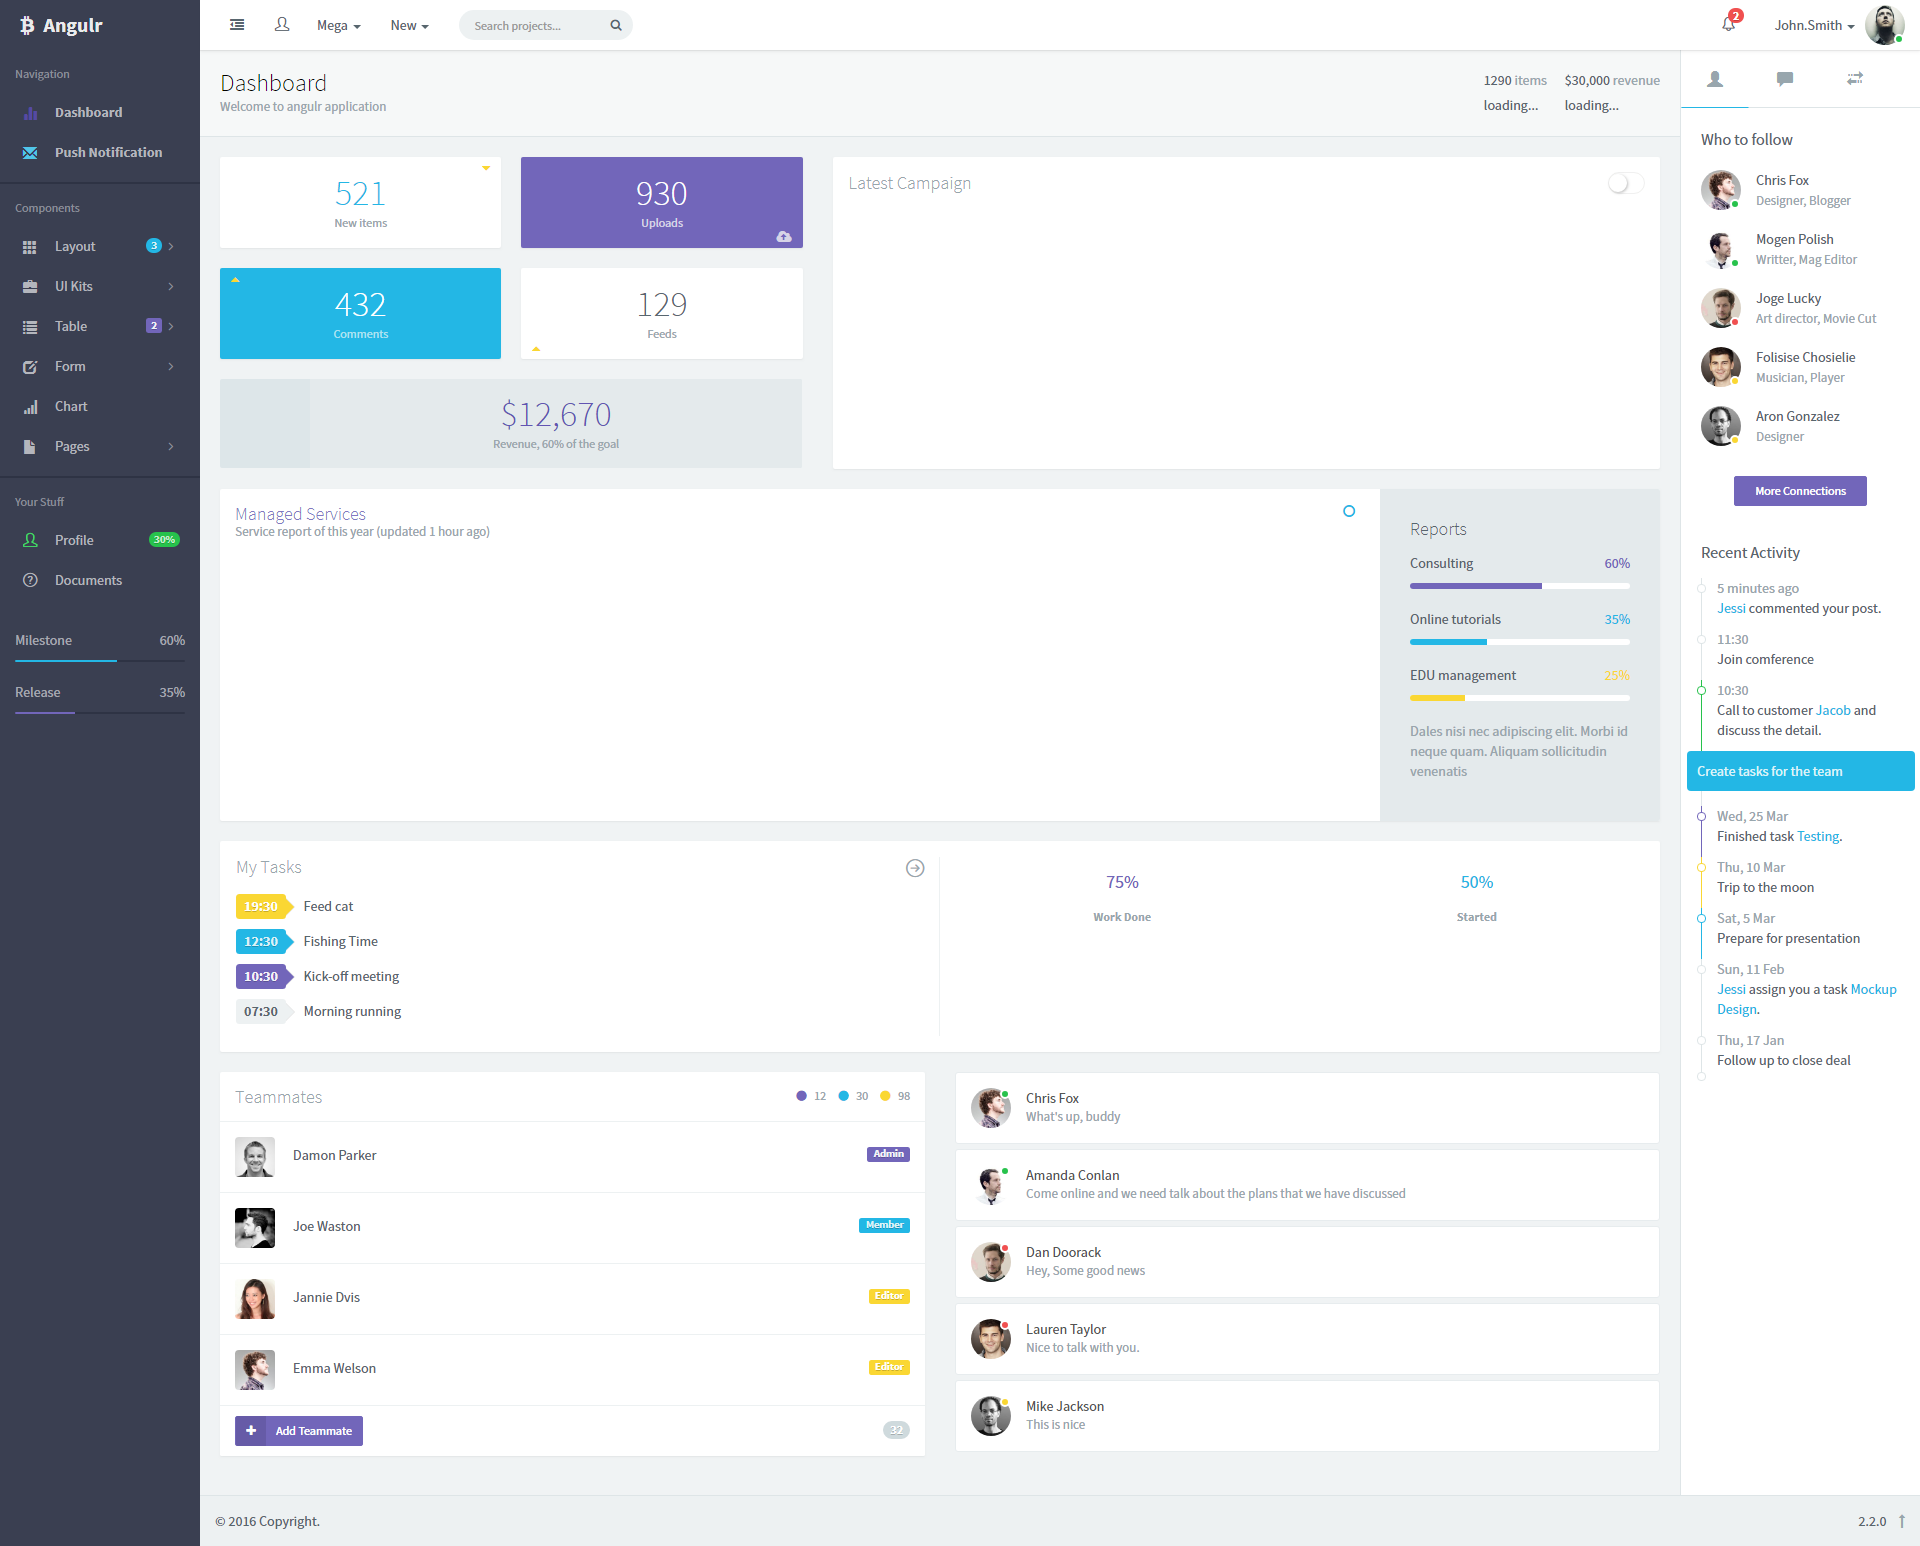 Angulr
Mega
New
Search projects...
2
John.Smith
Navigation
Dashboard
Push Notification
Components
Layout 3
UI Kits
Table 2
Form
Chart
Pages
Your Stuff
Profile 30%
Documents
Milestone 60%
Release 35%
Dashboard
Welcome to angulr application
1290 items
loading...
$30,000 revenue
loading...
521
New items
930
Uploads
432
Comments
129
Feeds
$12,670
Revenue, 60% of the goal
Latest Campaign
Managed Services
Service report of this year (updated 1 hour ago)
Reports
Consulting 60%
Online tutorials 35%
EDU management 25%
Dales nisi nec adipiscing elit. Morbi id
neque quam. Aliquam sollicitudin
venenatis
My Tasks
19:30 Feed cat
12:30 Fishing Time
10:30 Kick-off meeting
07:30 Morning running
75%
Work Done
50%
Started
Teammates 12 30 98
Damon Parker Admin
Joe Waston Member
Jannie Dvis Editor
Emma Welson Editor
Add Teammate 32
Chris Fox
What's up, buddy
Amanda Conlan
Come online and we need talk about the plans that we have discussed
Dan Doorack
Hey, Some good news
Lauren Taylor
Nice to talk with you.
Mike Jackson
This is nice
Who to follow
Chris Fox
Designer, Blogger
Mogen Polish
Writter, Mag Editor
Joge Lucky
Art director, Movie Cut
Folisise Chosielie
Musician, Player
Aron Gonzalez
Designer
More Connections
Recent Activity
5 minutes ago
Jessi commented your post.
11:30
Join comference
10:30
Call to customer Jacob and
discuss the detail.
Create tasks for the team
Wed, 25 Mar
Finished task Testing.
Thu, 10 Mar
Trip to the moon
Sat, 5 Mar
Prepare for presentation
Sun, 11 Feb
Jessi assign you a task Mockup
Design.
Thu, 17 Jan
Follow up to close deal
© 2016 Copyright.
2.2.0